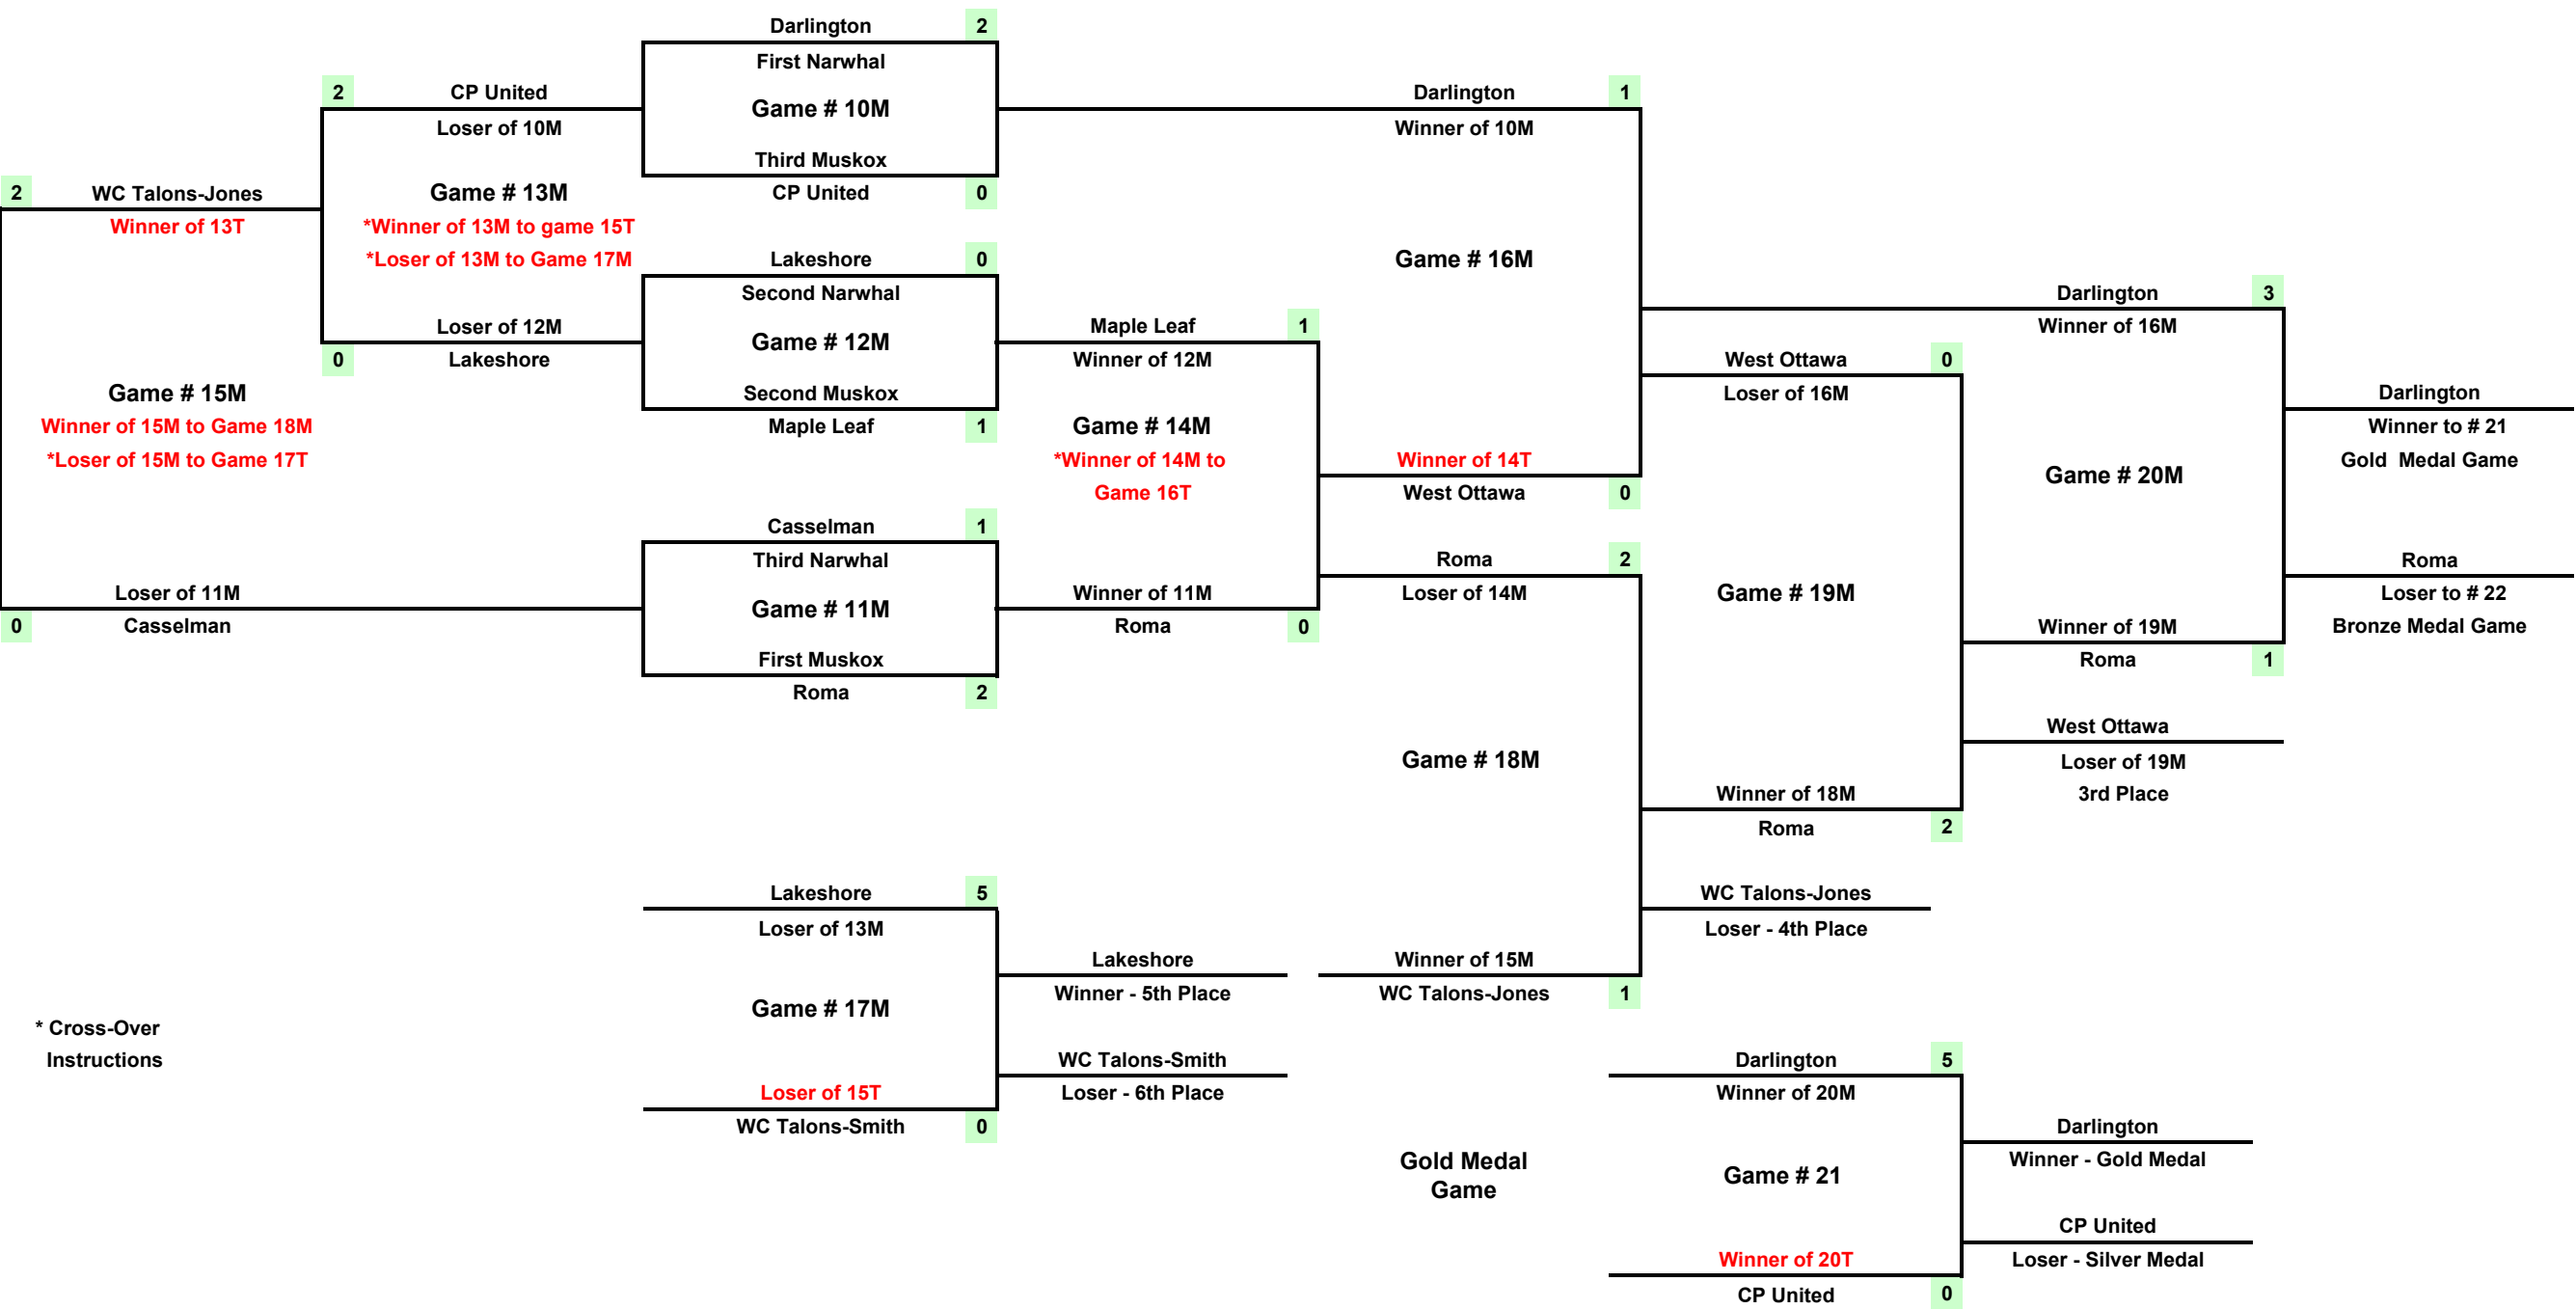 Darlington 2
First Narwhal
Game # 10M
Third Muskox
CP United 0
2 CP United
Loser of 10M
Game # 13M
*Winner of 13M to game 15T
*Loser of 13M to Game 17M
Loser of 12M
0 Lakeshore
2 WC Talons-Jones
Winner of 13T
Game # 15M
Winner of 15M to Game 18M
*Loser of 15M to Game 17T
Loser of 11M
0 Casselman
Lakeshore 0
Second Narwhal
Game # 12M
Second Muskox
Maple Leaf 1
Casselman 1
Third Narwhal
Game # 11M
First Muskox
Roma 2
Maple Leaf 1
Winner of 12M
Game # 14M
*Winner of 14M to
Game 16T
Winner of 11M
Roma 0
Darlington 1
Winner of 10M
Game # 16M
Winner of 14T
West Ottawa 0
Roma 2
Loser of 14M
Game # 18M
Winner of 15M
WC Talons-Jones 1
West Ottawa 0
Loser of 16M
Game # 19M
Winner of 18M
Roma 2
WC Talons-Jones
Loser - 4th Place
Darlington 3
Winner of 16M
Game # 20M
Winner of 19M
Roma 1
West Ottawa
Loser of 19M
3rd Place
Darlington
Winner to # 21
Gold Medal Game
Roma
Loser to # 22
Bronze Medal Game
Lakeshore 5
Loser of 13M
Game # 17M
Loser of 15T
WC Talons-Smith 0
Lakeshore
Winner - 5th Place
WC Talons-Smith
Loser - 6th Place
* Cross-Over
Instructions
Gold Medal
Game
Darlington 5
Winner of 20M
Game # 21
Winner of 20T
CP United 0
Darlington
Winner - Gold Medal
CP United
Loser - Silver Medal